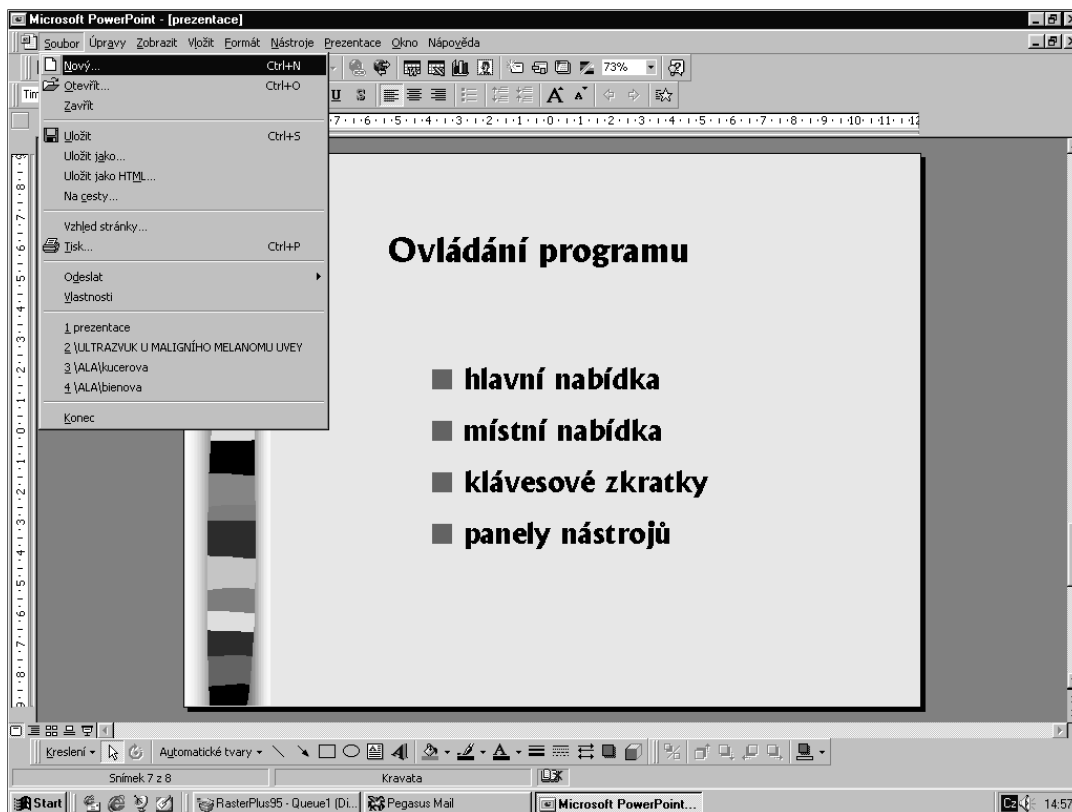 Microsoft PowerPoint - [prezentace]
Soubor Úpravy Zobrazit Vložit Formát Nástroje Prezentace Okno Nápověda
Nový... Ctrl+N
73%
Otevřít... Ctrl+O
Zavřít
Uložit Ctrl+S
Uložit jako...
Uložit jako HTML...
Na cesty...
Vzhled stránky...
Tisk... Ctrl+P
Odeslat
Vlastnosti
1 prezentace
2 \ULTRAZVUK U MALIGNÍHO MELANOMU UVEY
3 \ALA\kucerova
4 \ALA\bienova
Konec
Ovládání programu
hlavní nabídka
místní nabídka
klávesové zkratky
panely nástrojů
Kreslení Automatické tvary
Snímek 7 z 8 Kravata
Start RasterPlus95 - Queue1 (Di... Pegasus Mail Microsoft PowerPoint... Cz 14:57